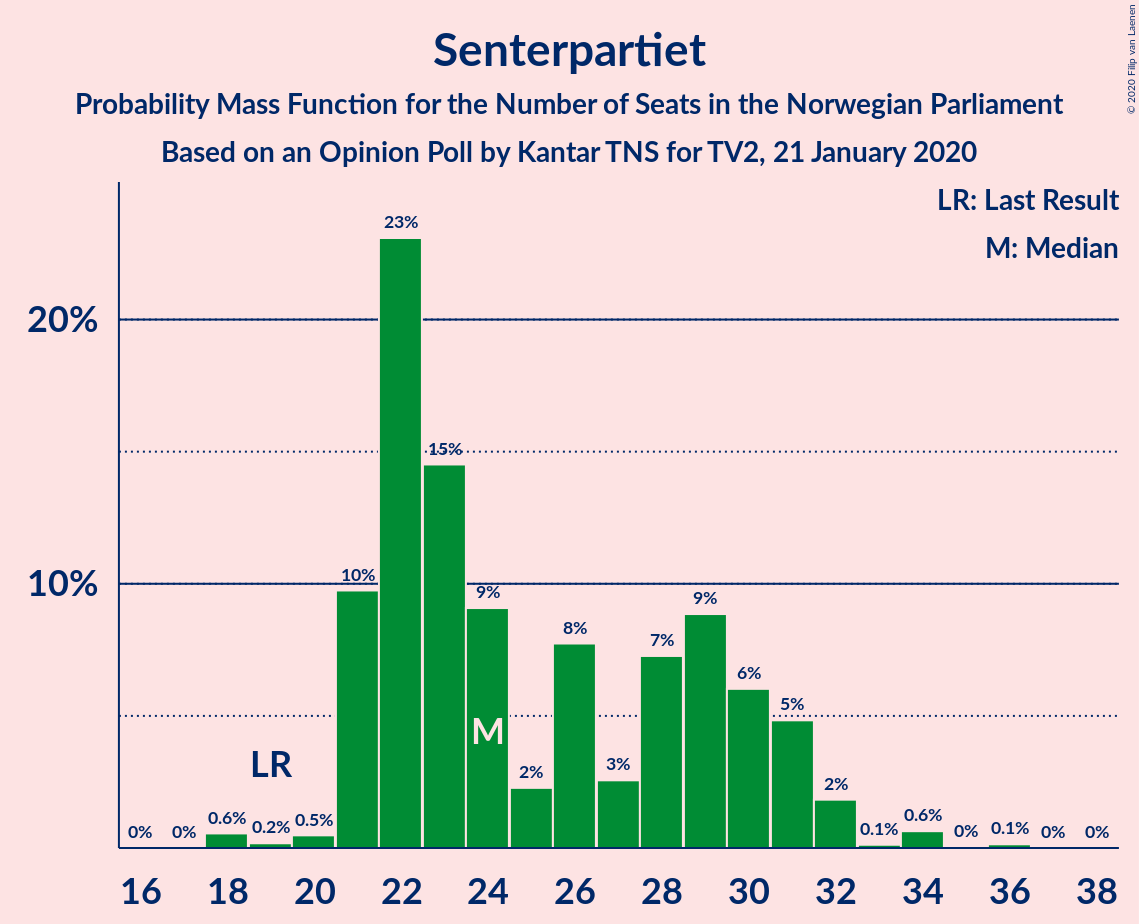 Senterpartiet
Probability Mass Function for the Number of Seats in the Norwegian Parliament
Based on an Opinion Poll by Kantar TNS for TV2, 21 January 2020
© 2020 Filip van Laenen
LR: Last Result
M: Median
20%
10%
0%
0%
0.6%
0.2%
0.5%
10%
23%
15%
9%
2%
8%
3%
7%
9%
6%
5%
2%
0.1%
0.6%
0%
0.1%
0%
0%
LR
M
16 18 20 22 24 26 28 30 32 34 36 38